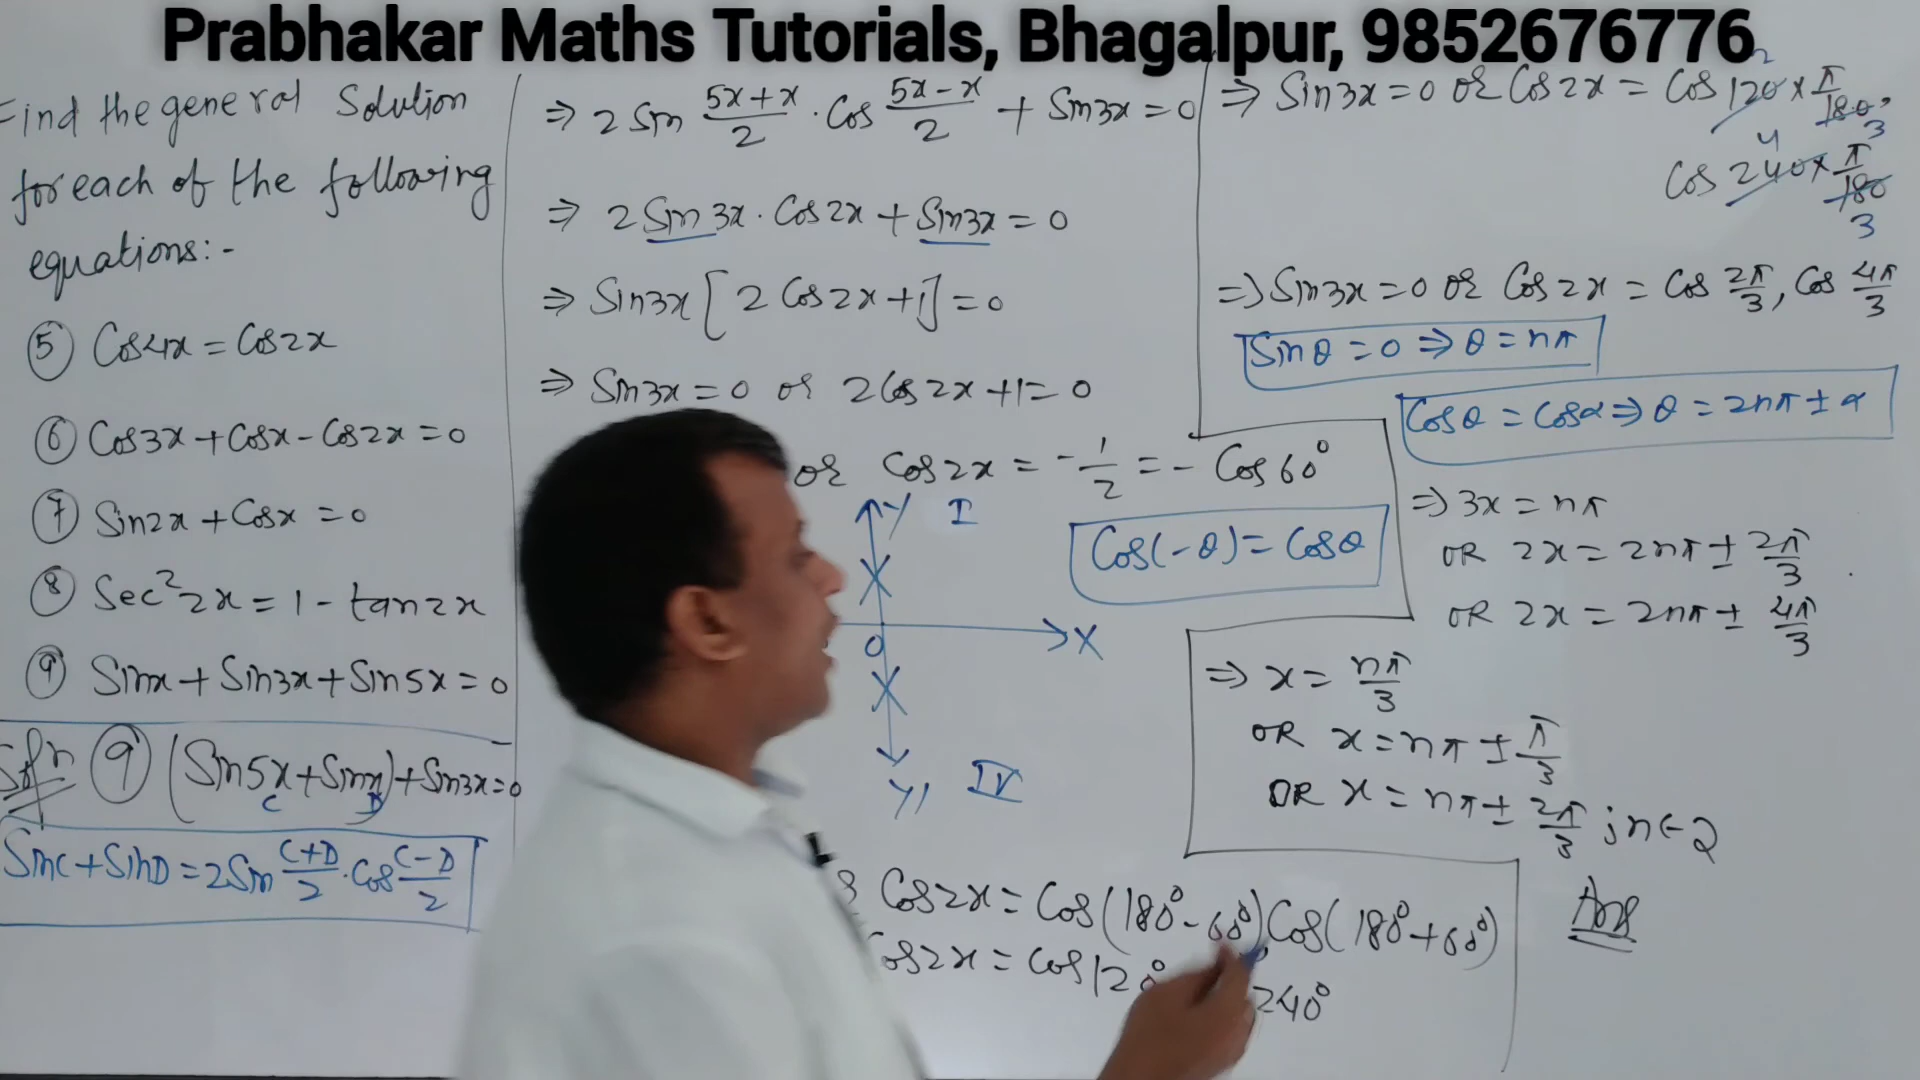 Prabhakar Maths Tutorials, Bhagalpur, 9852676776
Find the general Solution
for each of the following
equations:-
⑤ Cos4x = Cos2x
⑥ Cos3x + Cosx - Cos2x = 0
⑦ Sin2x + Cosx = 0
⑧ Sec²2x = 1 - tan2x
⑨ Sinx + Sin3x + Sin5x = 0
Soln ⑨ (Sin5x + Sinx) + Sin3x = 0
C D
SinC + SinD = 2Sin (C+D)/2 · Cos (C-D)/2
⇒ 2 Sin (5x+x)/2 · Cos (5x-x)/2 + Sin3x = 0
⇒ 2 Sin3x · Cos2x + Sin3x = 0
⇒ Sin3x [2 Cos2x + 1] = 0
⇒ Sin3x = 0 or 2Cos2x + 1 = 0
or Cos2x = -1/2 = - Cos60°
Y I
Cos(-θ) = Cosθ
O X
Y' IV
Cos2x = Cos(180°-60°) Cos(180°+60°)
Cos2x = Cos120° 240°
⇒ Sin3x = 0 or Cos2x = Cos 120 × π/180,
2 3
Cos 240 × π/180
4 3
⇒ Sin3x = 0 or Cos2x = Cos 2π/3, Cos 4π/3
Sinθ = 0 ⇒ θ = nπ
Cosθ = Cosα ⇒ θ = 2nπ ± α
⇒ 3x = nπ
OR 2x = 2nπ ± 2π/3
OR 2x = 2nπ ± 4π/3
⇒ x = nπ/3
OR x = nπ ± π/3
OR x = nπ ± 2π/3 ; n ∈ Z
Ans